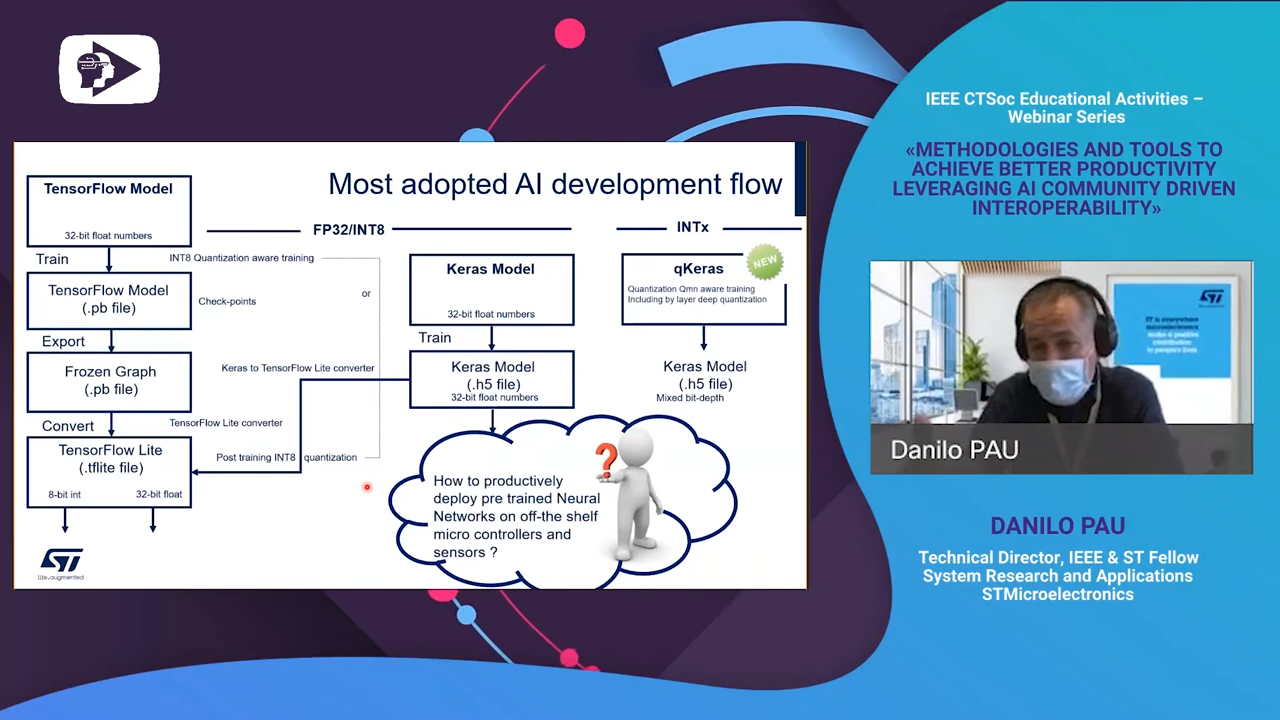 IEEE CTSoc Educational Activities –
Webinar Series
«METHODOLOGIES AND TOOLS TO
ACHIEVE BETTER PRODUCTIVITY
LEVERAGING AI COMMUNITY DRIVEN
INTEROPERABILITY»
Most adopted AI development flow
TensorFlow Model
32-bit float numbers
Train
TensorFlow Model
(.pb file)
Export
Frozen Graph
(.pb file)
Convert
TensorFlow Lite
(.tflite file)
8-bit int
32-bit float
ST
life.augmented
FP32/INT8
INT8 Quantization aware training
or
Check-points
Keras to TensorFlow Lite converter
TensorFlow Lite converter
Post training INT8 quantization
Keras Model
32-bit float numbers
Train
Keras Model
(.h5 file)
32-bit float numbers
INTx
NEW
qKeras
Quantization Qmn aware training
Including by layer deep quantization
Keras Model
(.h5 file)
Mixed bit-depth
?
How to productively
deploy pre trained Neural
Networks on off-the shelf
micro controllers and
sensors ?
ST
Danilo PAU
DANILO PAU
Technical Director, IEEE & ST Fellow
System Research and Applications
STMicroelectronics